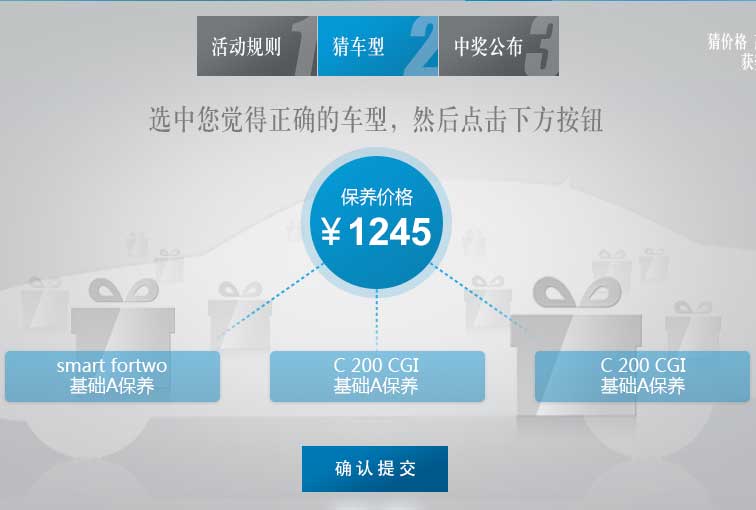 活动规则 1
猜车型 2
中奖公布 3
猜价格
获
选中您觉得正确的车型，然后点击下方按钮
保养价格
￥1245
smart fortwo
基础A保养
C 200 CGI
基础A保养
C 200 CGI
基础A保养
确认提交